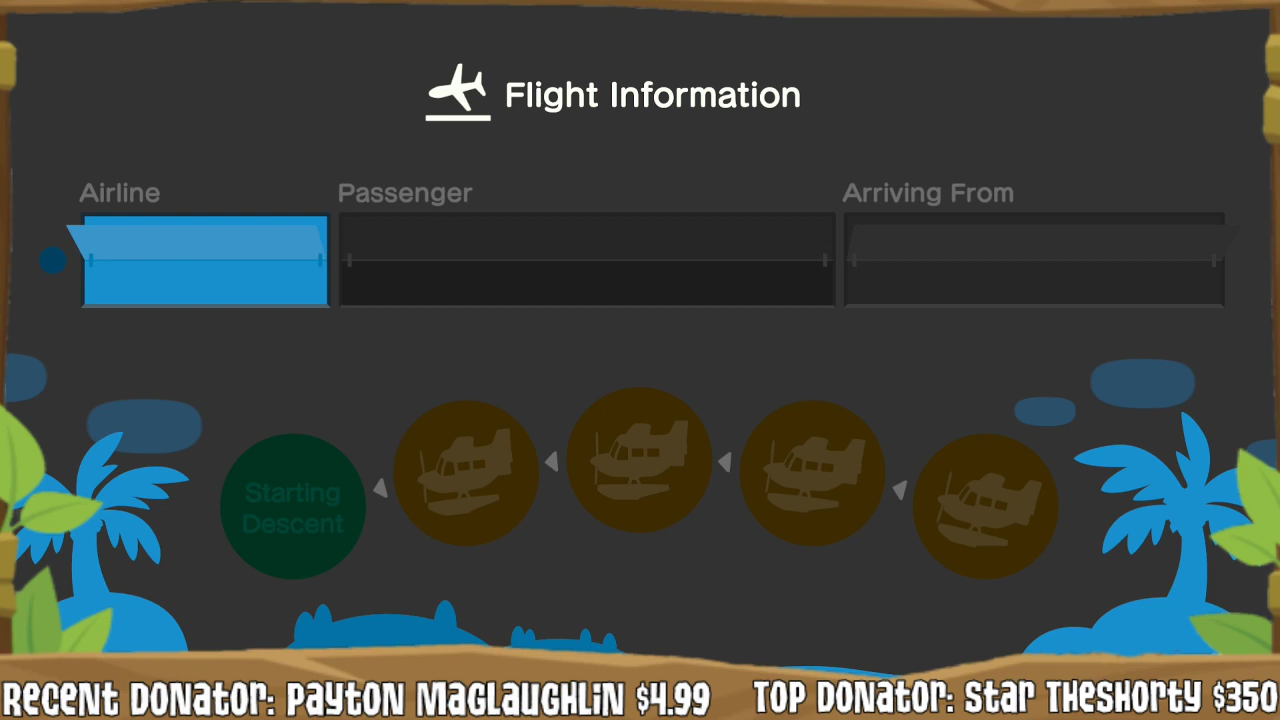 Flight Information
Airline
Passenger
Arriving From
Starting
Descent
Recent Donator: Payton Maglaughlin $4.99
Top Donator: Star Theshorty $350